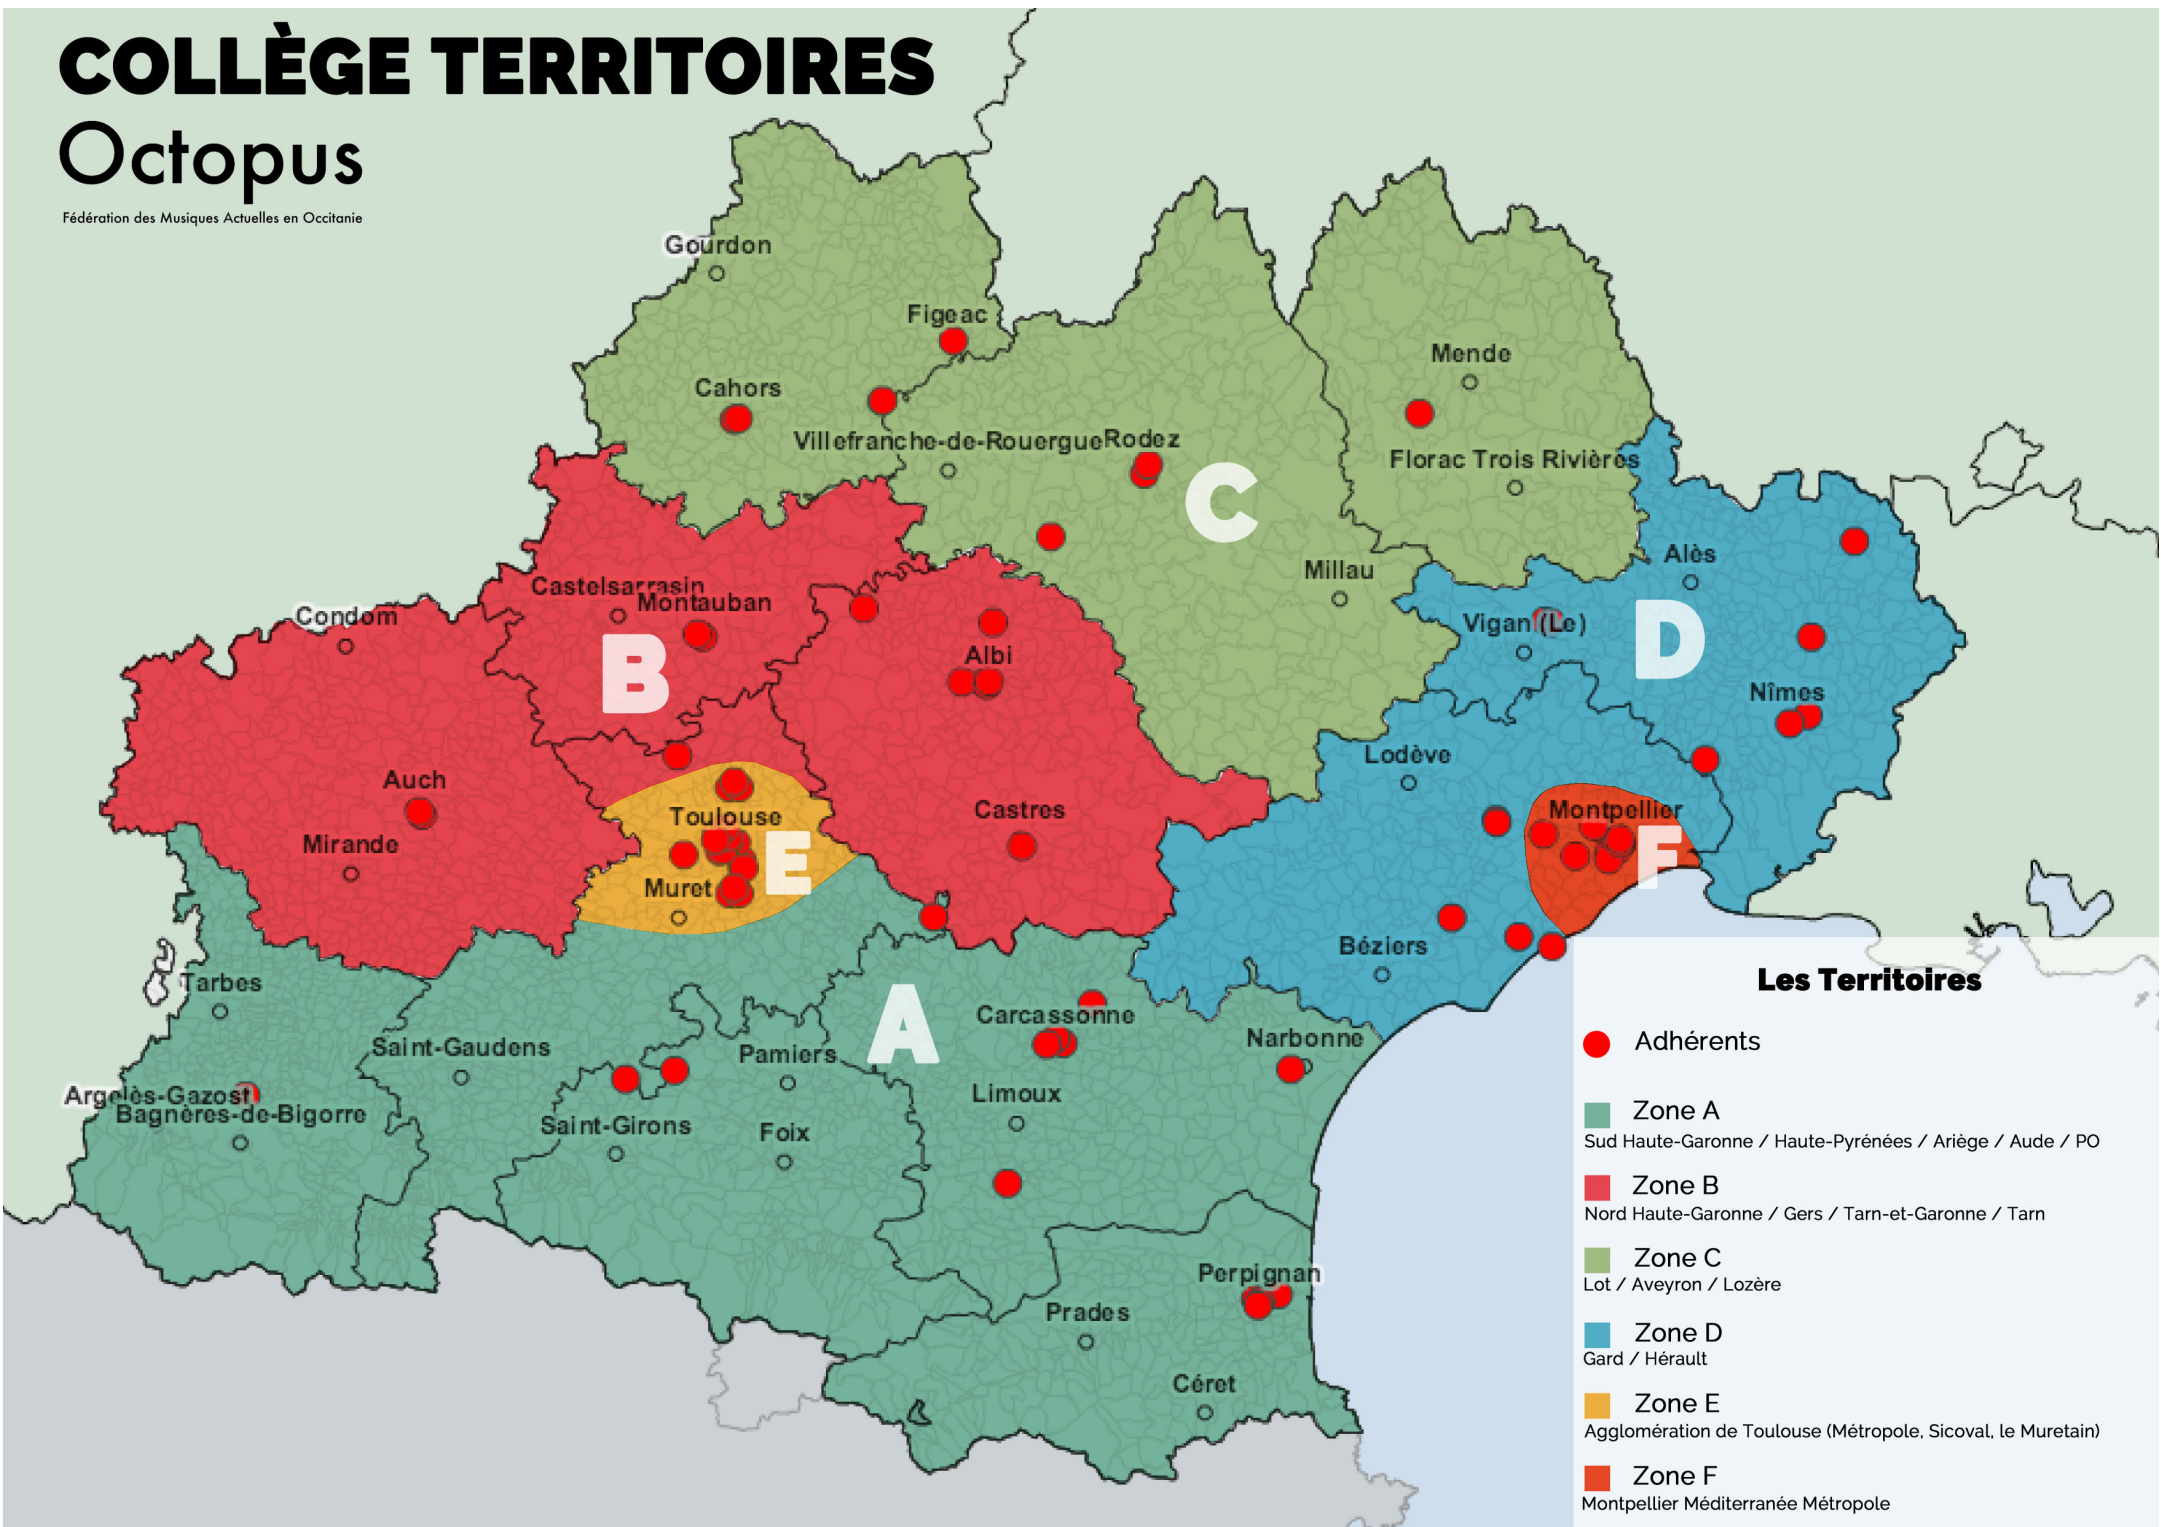 COLLÈGE TERRITOIRES
Octopus
Fédération des Musiques Actuelles en Occitanie
Gourdon
Figeac
Mende
Cahors
Villefranche-de-Rouergue
Rodez
Florac Trois Rivières
C
Alès
Millau
Castelsarrasin
Montauban
Condom
Vigan (Le)
D
B
Albi
Nîmes
Lodève
Auch
Castres
Montpellier
Toulouse
Mirande
E
F
Muret
Béziers
Tarbes
A
Carcassonne
Narbonne
Saint-Gaudens
Pamiers
Argelès-Gazost
Bagnères-de-Bigorre
Limoux
Saint-Girons
Foix
Perpignan
Prades
Céret
Les Territoires
Adhérents
Zone A
Sud Haute-Garonne / Haute-Pyrénées / Ariège / Aude / PO
Zone B
Nord Haute-Garonne / Gers / Tarn-et-Garonne / Tarn
Zone C
Lot / Aveyron / Lozère
Zone D
Gard / Hérault
Zone E
Agglomération de Toulouse (Métropole, Sicoval, le Muretain)
Zone F
Montpellier Méditerranée Métropole